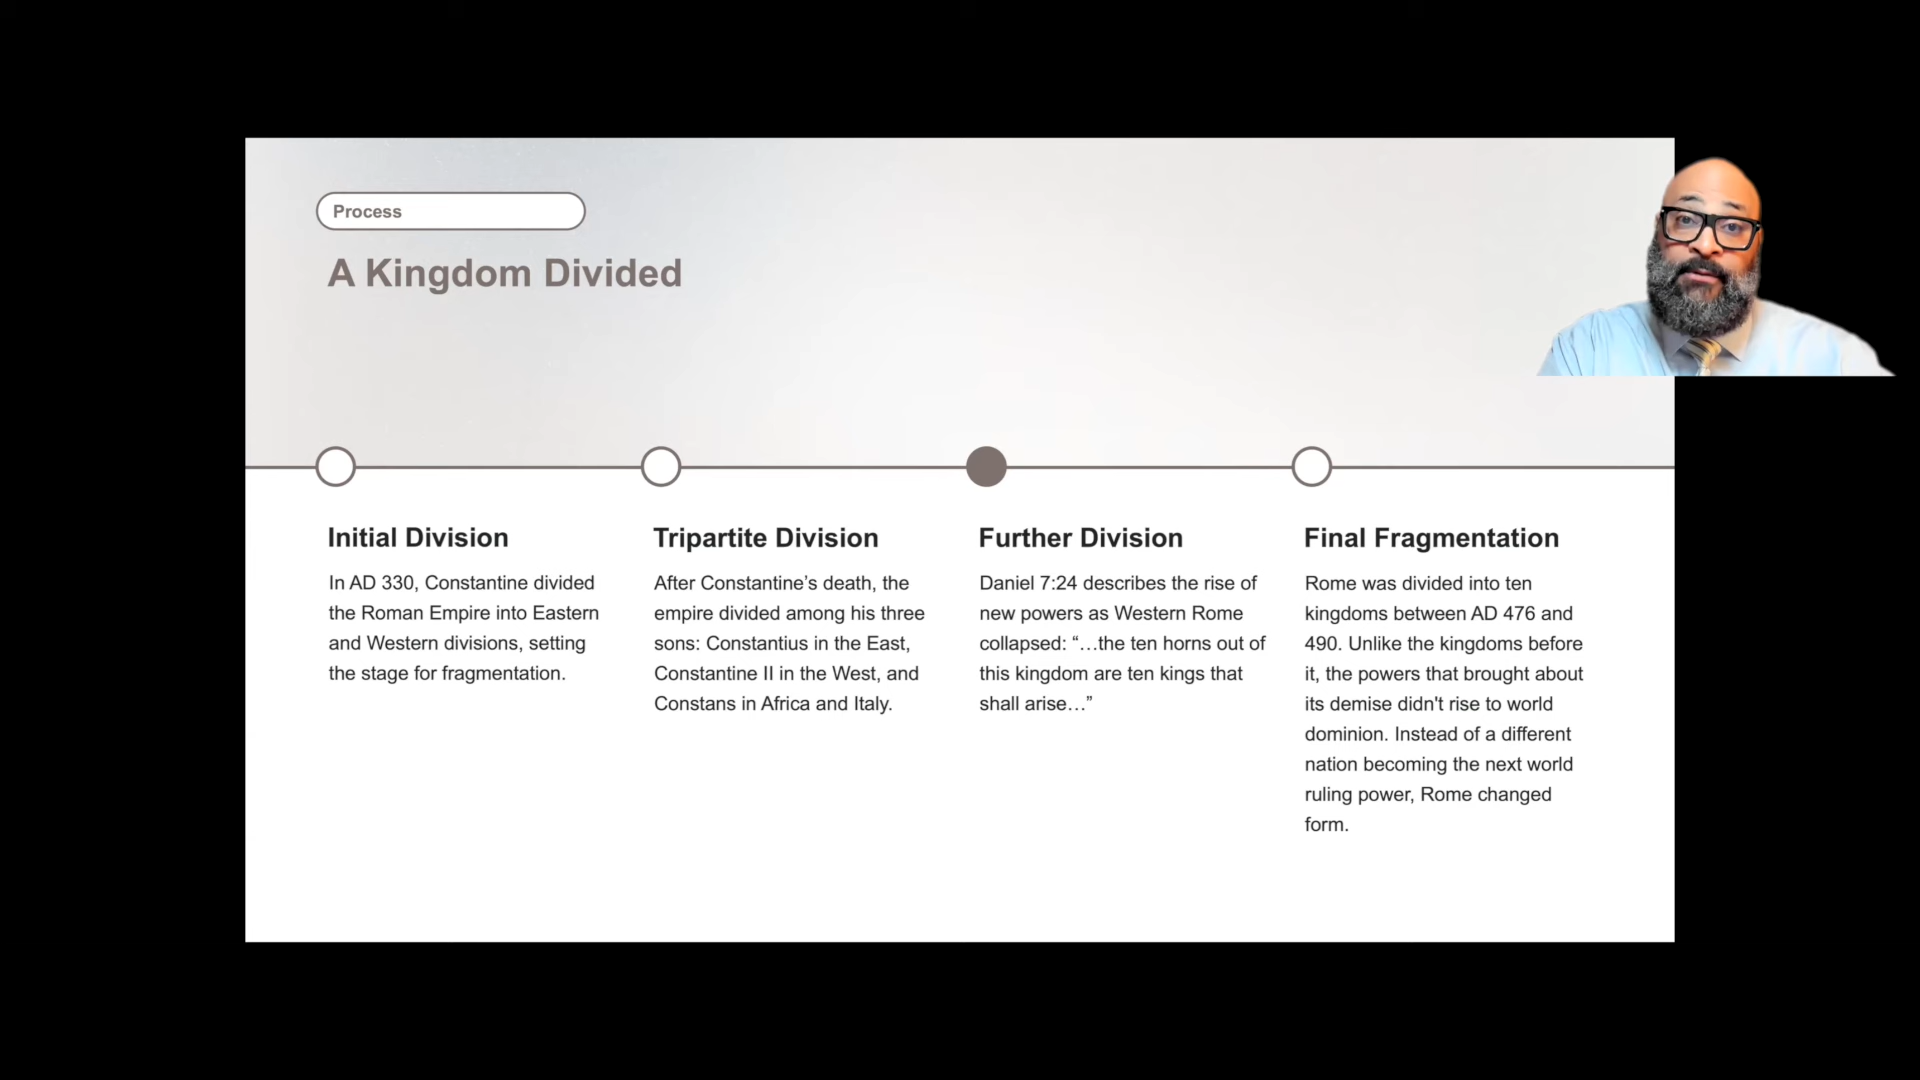 Process
A Kingdom Divided
Initial Division
In AD 330, Constantine divided
the Roman Empire into Eastern
and Western divisions, setting
the stage for fragmentation.
Tripartite Division
After Constantine’s death, the
empire divided among his three
sons: Constantius in the East,
Constantine II in the West, and
Constans in Africa and Italy.
Further Division
Daniel 7:24 describes the rise of
new powers as Western Rome
collapsed: “…the ten horns out of
this kingdom are ten kings that
shall arise…”
Final Fragmentation
Rome was divided into ten
kingdoms between AD 476 and
490. Unlike the kingdoms before
it, the powers that brought about
its demise didn't rise to world
dominion. Instead of a different
nation becoming the next world
ruling power, Rome changed
form.